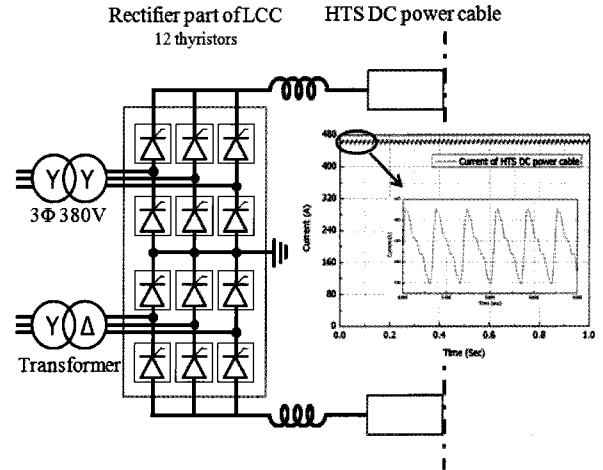 Rectifier part of LCC
12 thyristors
HTS DC power cable
Y Y
3Φ 380V
Y Δ
Transformer
480
400
320
240
160
80
0
Current (A)
Current of HTS DC power cable
0.0 0.2 0.4 0.6 0.8 1.0
Time (Sec)